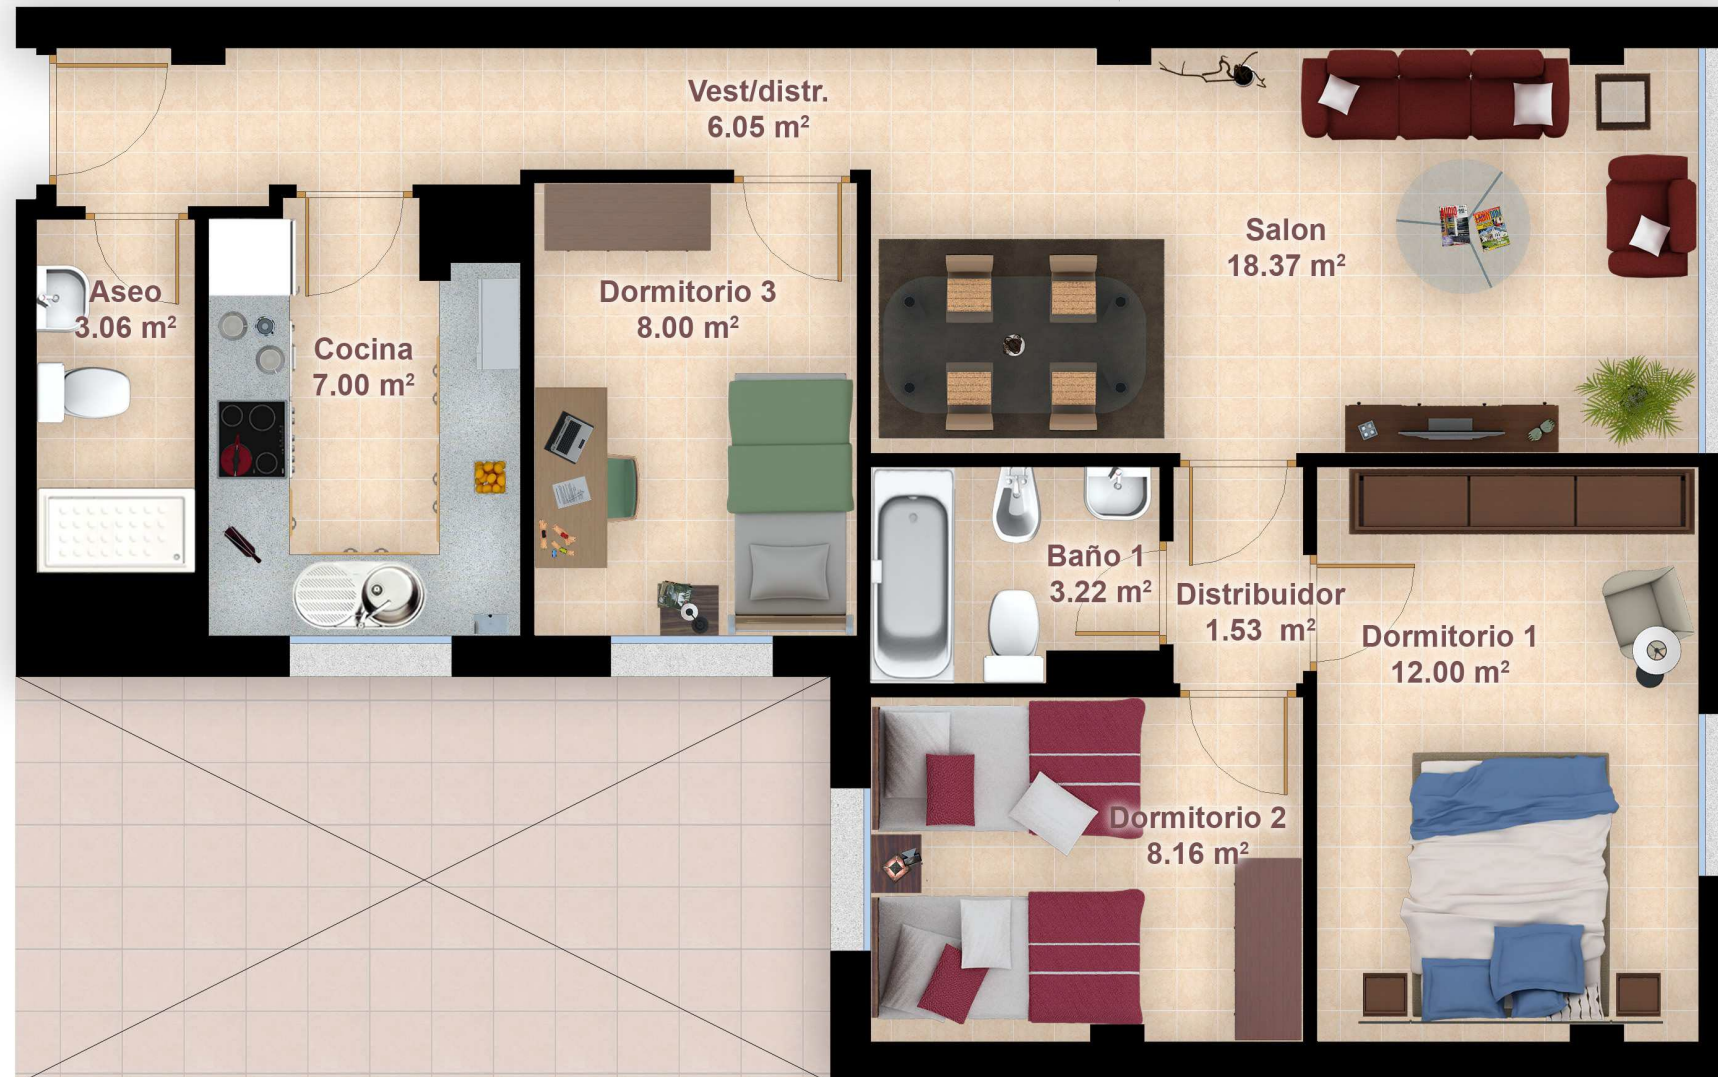 Vest/distr.
6.05 m²
Salon
18.37 m²
Aseo
3.06 m²
Cocina
7.00 m²
Dormitorio 3
8.00 m²
Baño 1
3.22 m²
Distribuidor
1.53 m²
Dormitorio 1
12.00 m²
Dormitorio 2
8.16 m²